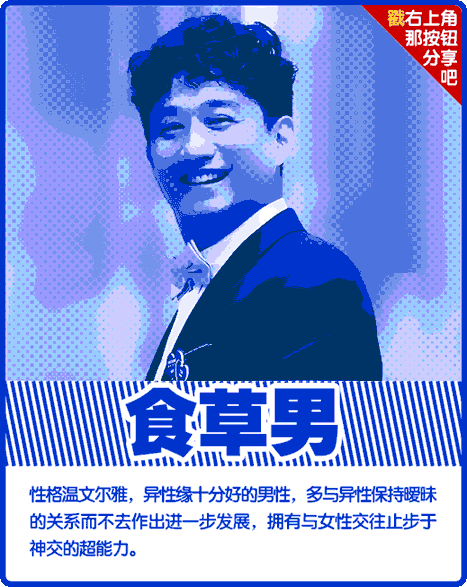 戳右上角
那按钮
分享
吧
食草男
性格温文尔雅，异性缘十分好的男性，多与异性保持暧昧
的关系而不去作出进一步发展，拥有与女性交往止步于
神交的超能力。